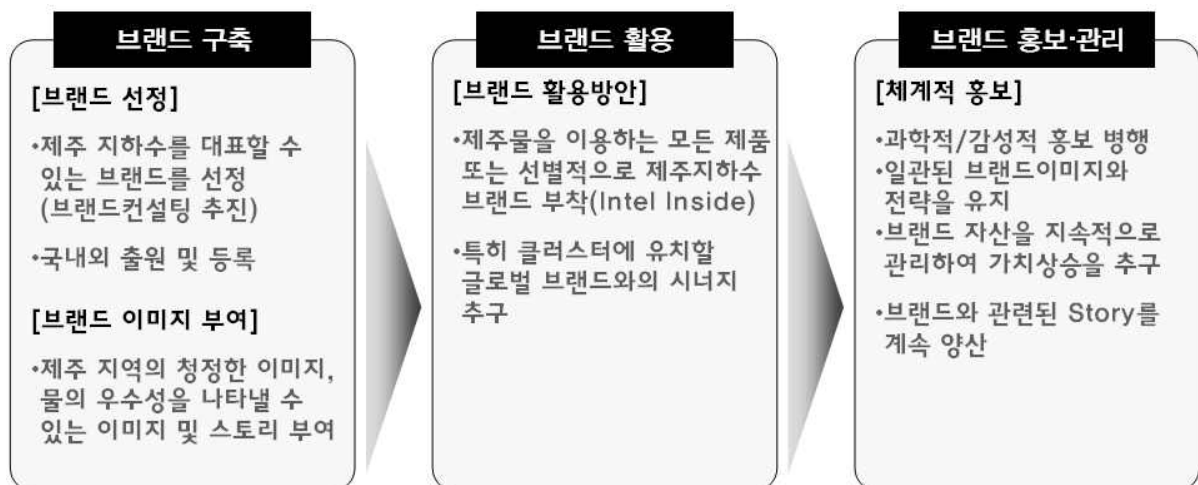 브랜드 구축
[브랜드 선정]
•제주 지하수를 대표할 수
있는 브랜드를 선정
(브랜드컨설팅 추진)
•국내외 출원 및 등록
[브랜드 이미지 부여]
•제주 지역의 청정한 이미지,
물의 우수성을 나타낼 수
있는 이미지 및 스토리 부여
브랜드 활용
[브랜드 활용방안]
•제주물을 이용하는 모든 제품
또는 선별적으로 제주지하수
브랜드 부착(Intel Inside)
•특히 클러스터에 유치할
글로벌 브랜드와의 시너지
추구
브랜드 홍보·관리
[체계적 홍보]
•과학적/감성적 홍보 병행
•일관된 브랜드이미지와
전략을 유지
•브랜드 자산을 지속적으로
관리하여 가치상승을 추구
•브랜드와 관련된 Story를
계속 양산